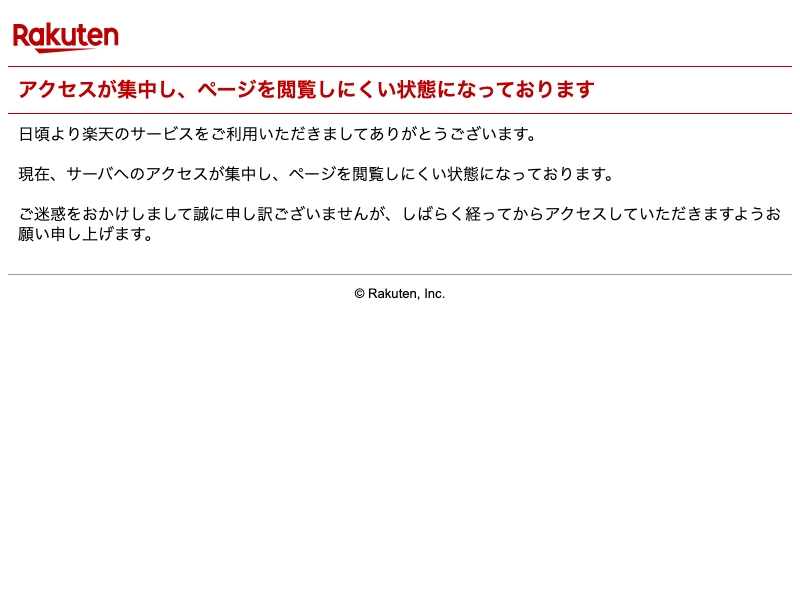 Rakuten
アクセスが集中し、ページを閲覧しにくい状態になっております
日頃より楽天のサービスをご利用いただきましてありがとうございます。
現在、サーバへのアクセスが集中し、ページを閲覧しにくい状態になっております。
ご迷惑をおかけしまして誠に申し訳ございませんが、しばらく経ってからアクセスしていただきますようお
願い申し上げます。
© Rakuten, Inc.